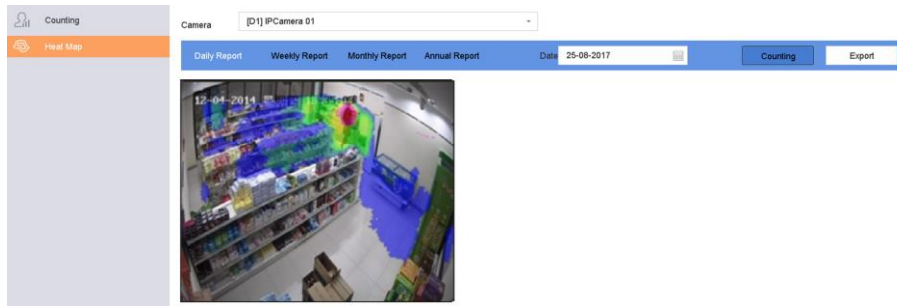 Counting
Heat Map
Camera
[D1] IPCamera 01
Daily Report
Weekly Report
Monthly Report
Annual Report
Date
25-08-2017
Counting
Export
12-04-2014